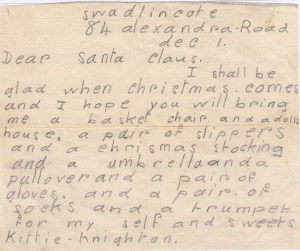 swadlincote
84 alexandra-Road
dec 1.
Dear Santa Claus.
I shall be
glad when christmas comes
and I hope you will bring
me a basket chair and a dolls
house, a pair of slippers
and a chrismas stocking
and a umbrella and a
pullover and a pair of
gloves. and a pair. of
socks and a trumpet
for my self and sweets
Kittie-Knighton.